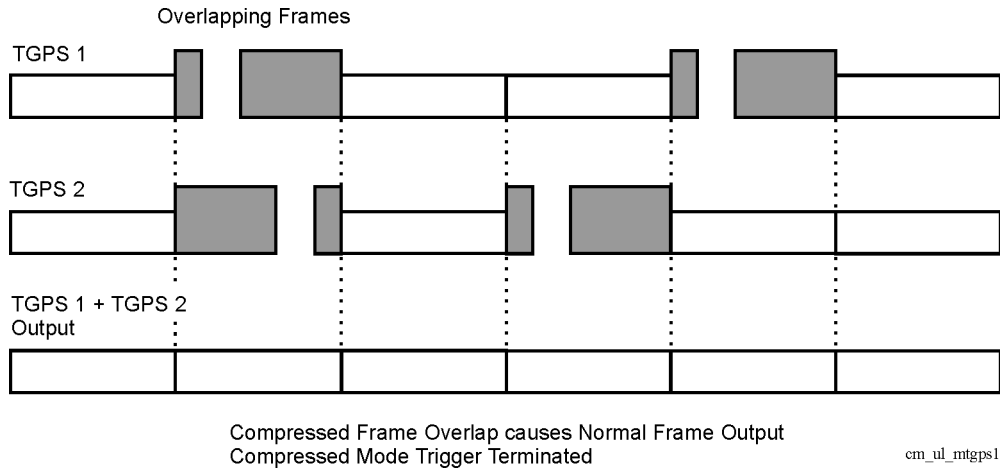 Overlapping Frames
TGPS 1
TGPS 2
TGPS 1 + TGPS 2
Output
Compressed Frame Overlap causes Normal Frame Output
Compressed Mode Trigger Terminated
cm_ul_mtgps1